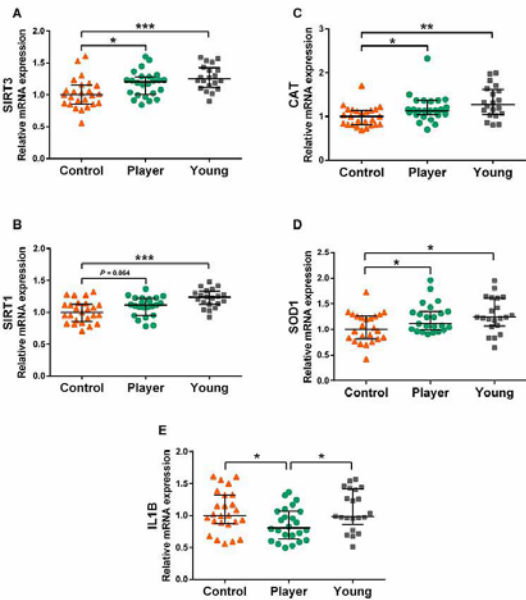 A
SIRT3
Relative mRNA expression
2.0
1.5
1.0
0.5
0.0
***
*
Control Player Young
B
SIRT1
Relative mRNA expression
2.0
1.5
1.0
0.5
0.0
***
P = 0.064
Control Player Young
C
CAT
Relative mRNA expression
3
2
1
0
**
*
Control Player Young
D
SOD1
Relative mRNA expression
2.5
2.0
1.5
1.0
0.5
0.0
*
*
Control Player Young
E
IL1B
Relative mRNA expression
2.0
1.5
1.0
0.5
0.0
* *
Control Player Young